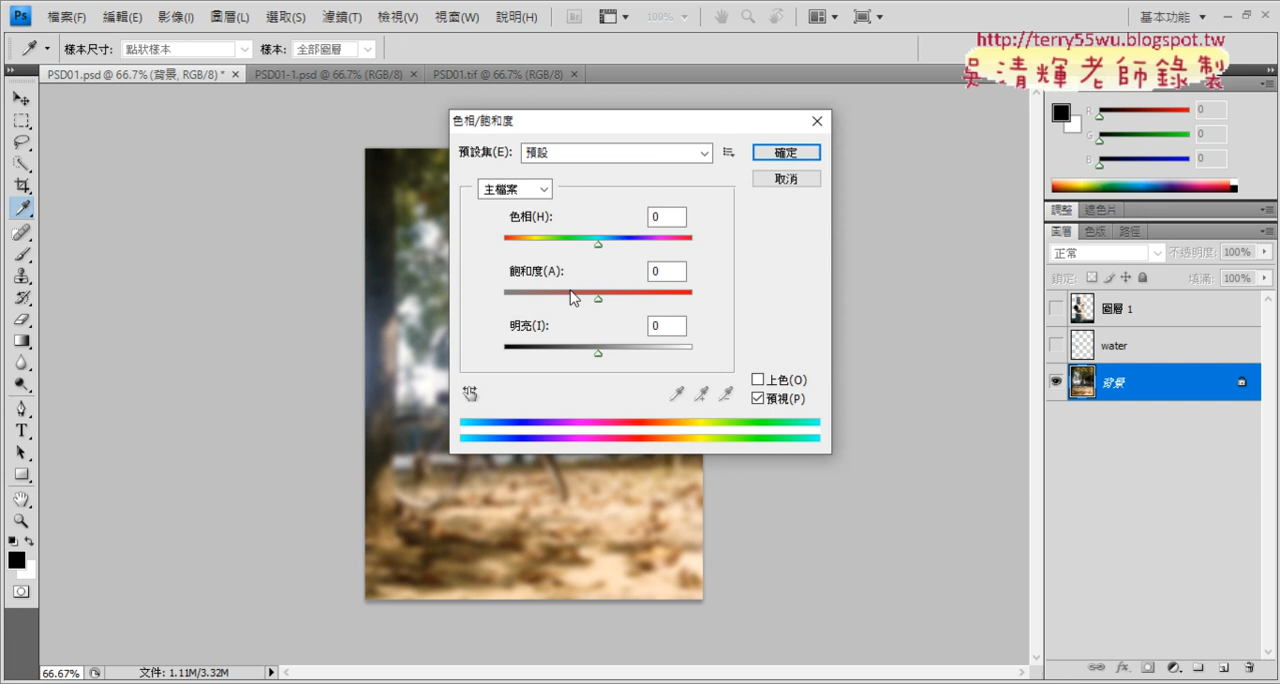 Ps 檔案(F) 編輯(E) 影像(I) 圖層(L) 選取(S) 濾鏡(T) 檢視(V) 視窗(W) 說明(H) Br 100% 基本功能
樣本尺寸: 點狀樣本 樣本: 全部圖層
http://terry55wu.blogspot.tw
吳清輝老師錄製
PSD01.psd @ 66.7% (背景, RGB/8) * × PSD01-1.psd @ 66.7% (RGB/8) × PSD01.tif @ 66.7% (RGB/8) ×
R 0
G 0
B 0
色相/飽和度
預設集(E): 預設
確定
取消
主檔案
色相(H): 0
飽和度(A): 0
明亮(I): 0
上色(O)
預視(P)
調整 遮色片
圖層 色版 路徑
正常 不透明度: 100%
鎖定: 填滿: 100%
圖層 1
water
背景
T
fx
66.67% 文件: 1.11M/3.32M